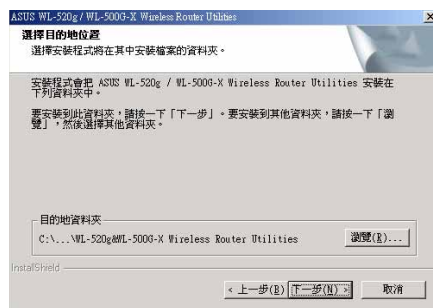 ASUS WL-520g / WL-500G-X Wireless Router Utilities
選擇目的地位置
選擇安裝程式將在其中安裝檔案的資料夾。
安裝程式會把 ASUS WL-520g / WL-500G-X Wireless Router Utilities 安裝在
下列資料夾中。
要安裝到此資料夾，請按一下「下一步」。要安裝到其他資料夾，請按一下「瀏
覽」，然後選擇其他資料夾。
目的地資料夾
C:\...\WL-520g&WL-500G-X Wireless Router Utilities
瀏覽(R)...
InstallShield
< 上一步(B)
下一步(N) >
取消